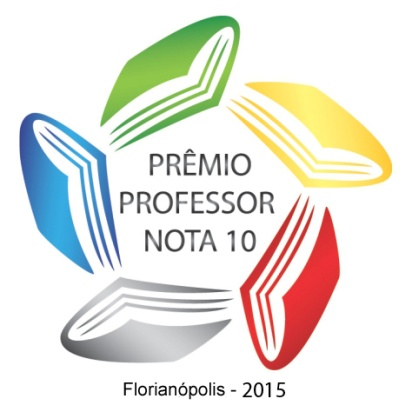 PRÊMIO
PROFESSOR
NOTA 10
Florianópolis - 2015